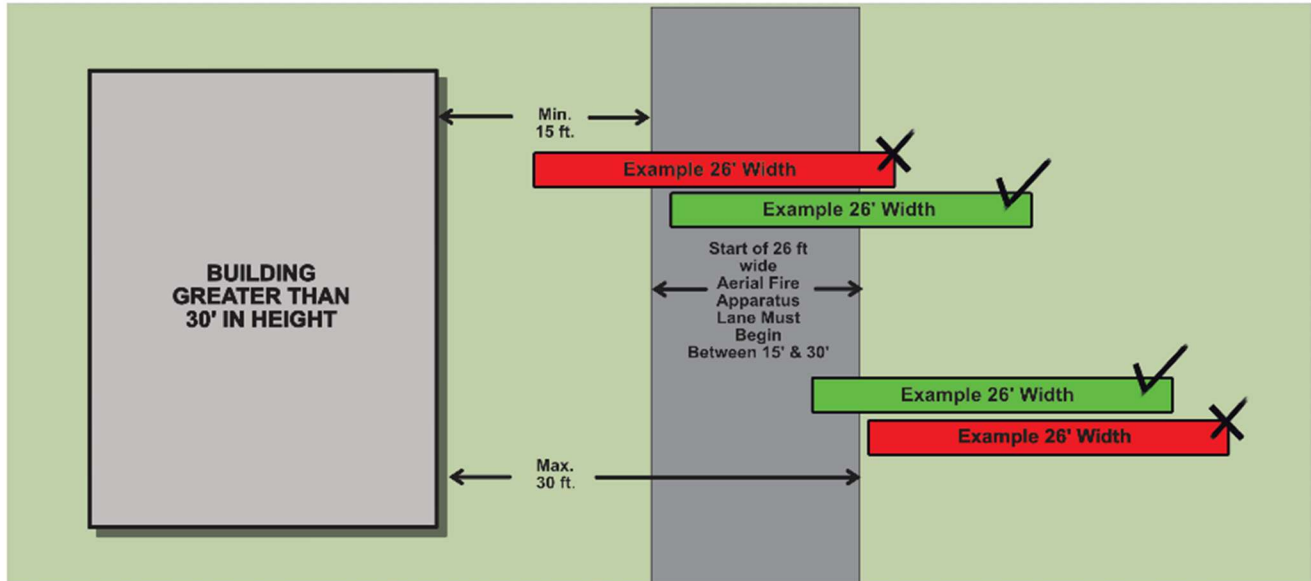 Min.
15 ft.
Example 26' Width
Example 26' Width
BUILDING
GREATER THAN
30' IN HEIGHT
Start of 26 ft
wide
Aerial Fire
Apparatus
Lane Must
Begin
Between 15' & 30'
Example 26' Width
Example 26' Width
Max.
30 ft.